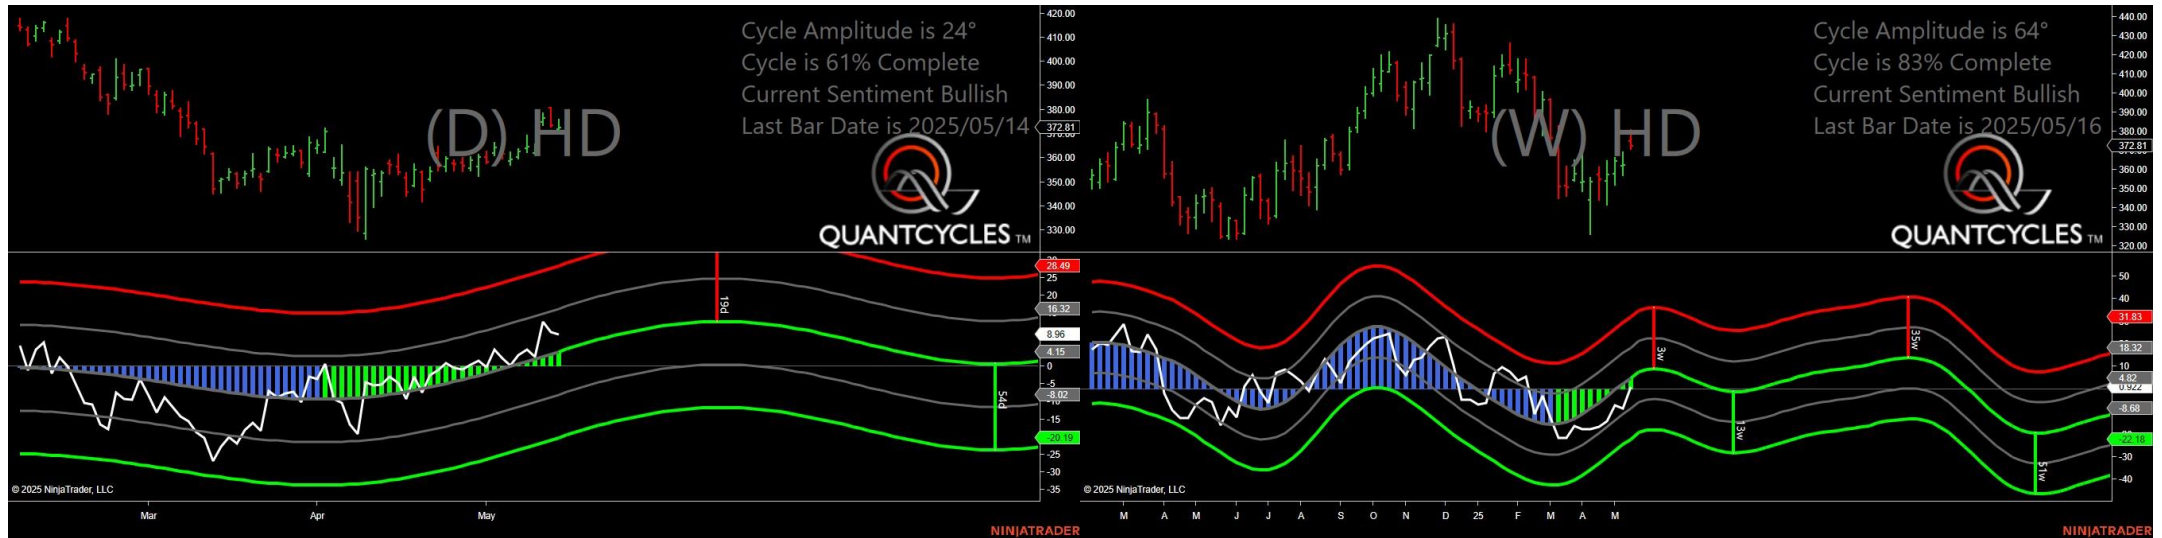 Cycle Amplitude is 24°
Cycle is 61% Complete
Current Sentiment Bullish
Last Bar Date is 2025/05/14
(D) HD
QUANTCYCLES TM
420.00
410.00
400.00
390.00
380.00
372.81
360.00
350.00
340.00
330.00
28.49
25
20
16.32
8.96
4.15
0
-5
-8.02
-15
-20.19
-25
-30
-35
19d
54d
© 2025 NinjaTrader, LLC
Mar
Apr
May
NINJATRADER
Cycle Amplitude is 64°
Cycle is 83% Complete
Current Sentiment Bullish
Last Bar Date is 2025/05/16
(W) HD
QUANTCYCLES TM
440.00
430.00
420.00
410.00
400.00
390.00
380.00
372.81
360.00
350.00
340.00
330.00
320.00
50
40
31.83
18.32
10
4.82
0.922
-8.68
-22.18
-30
-40
3w
13w
35w
51w
© 2025 NinjaTrader, LLC
M A M J J A S O N D 25 F M A M
NINJATRADER